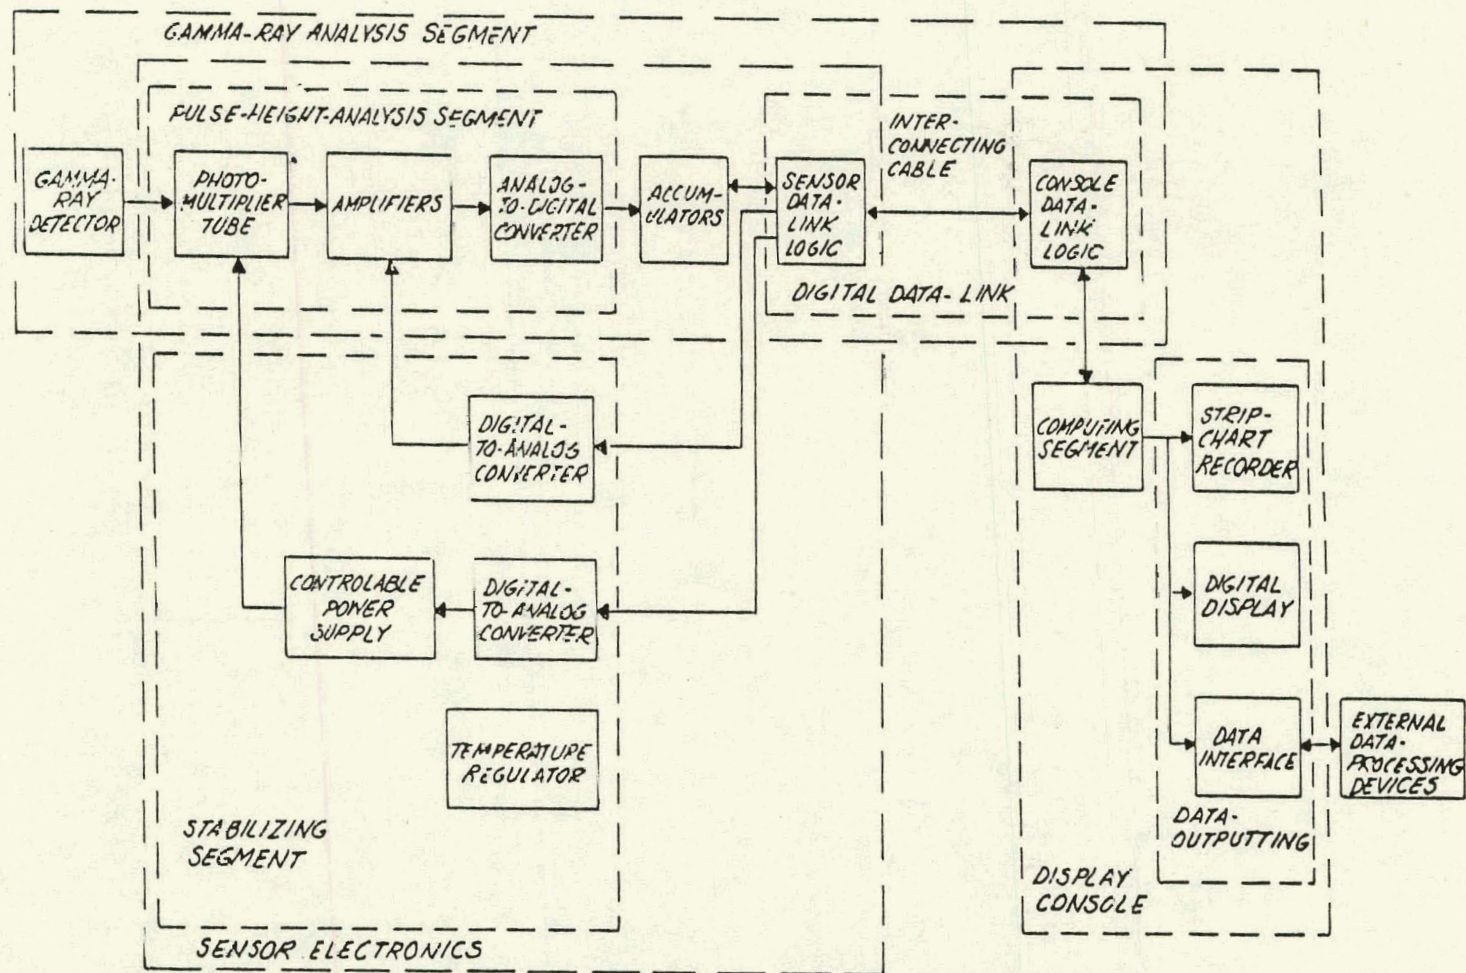 GAMMA-RAY ANALYSIS SEGMENT
PULSE-HEIGHT-ANALYSIS SEGMENT
GAMMA-
RAY
DETECTOR
PHOTO-
MULTIPLIER
TUBE
AMPLIFIERS
ANALOG-
TO-DIGITAL
CONVERTER
ACCUM-
ULATORS
SENSOR
DATA-
LINK
LOGIC
INTER-
CONNECTING
CABLE
CONSOLE
DATA-
LINK
LOGIC
DIGITAL DATA-LINK
DIGITAL-
TO-ANALOG
CONVERTER
COMPUTING
SEGMENT
STRIP-
CHART
RECORDER
CONTROLABLE
POWER
SUPPLY
DIGITAL-
TO-ANALOG
CONVERTER
DIGITAL
DISPLAY
TEMPERATURE
REGULATOR
DATA
INTERFACE
EXTERNAL
DATA-
PROCESSING
DEVICES
STABILIZING
SEGMENT
DATA-
OUTPUTTING
DISPLAY
CONSOLE
SENSOR ELECTRONICS